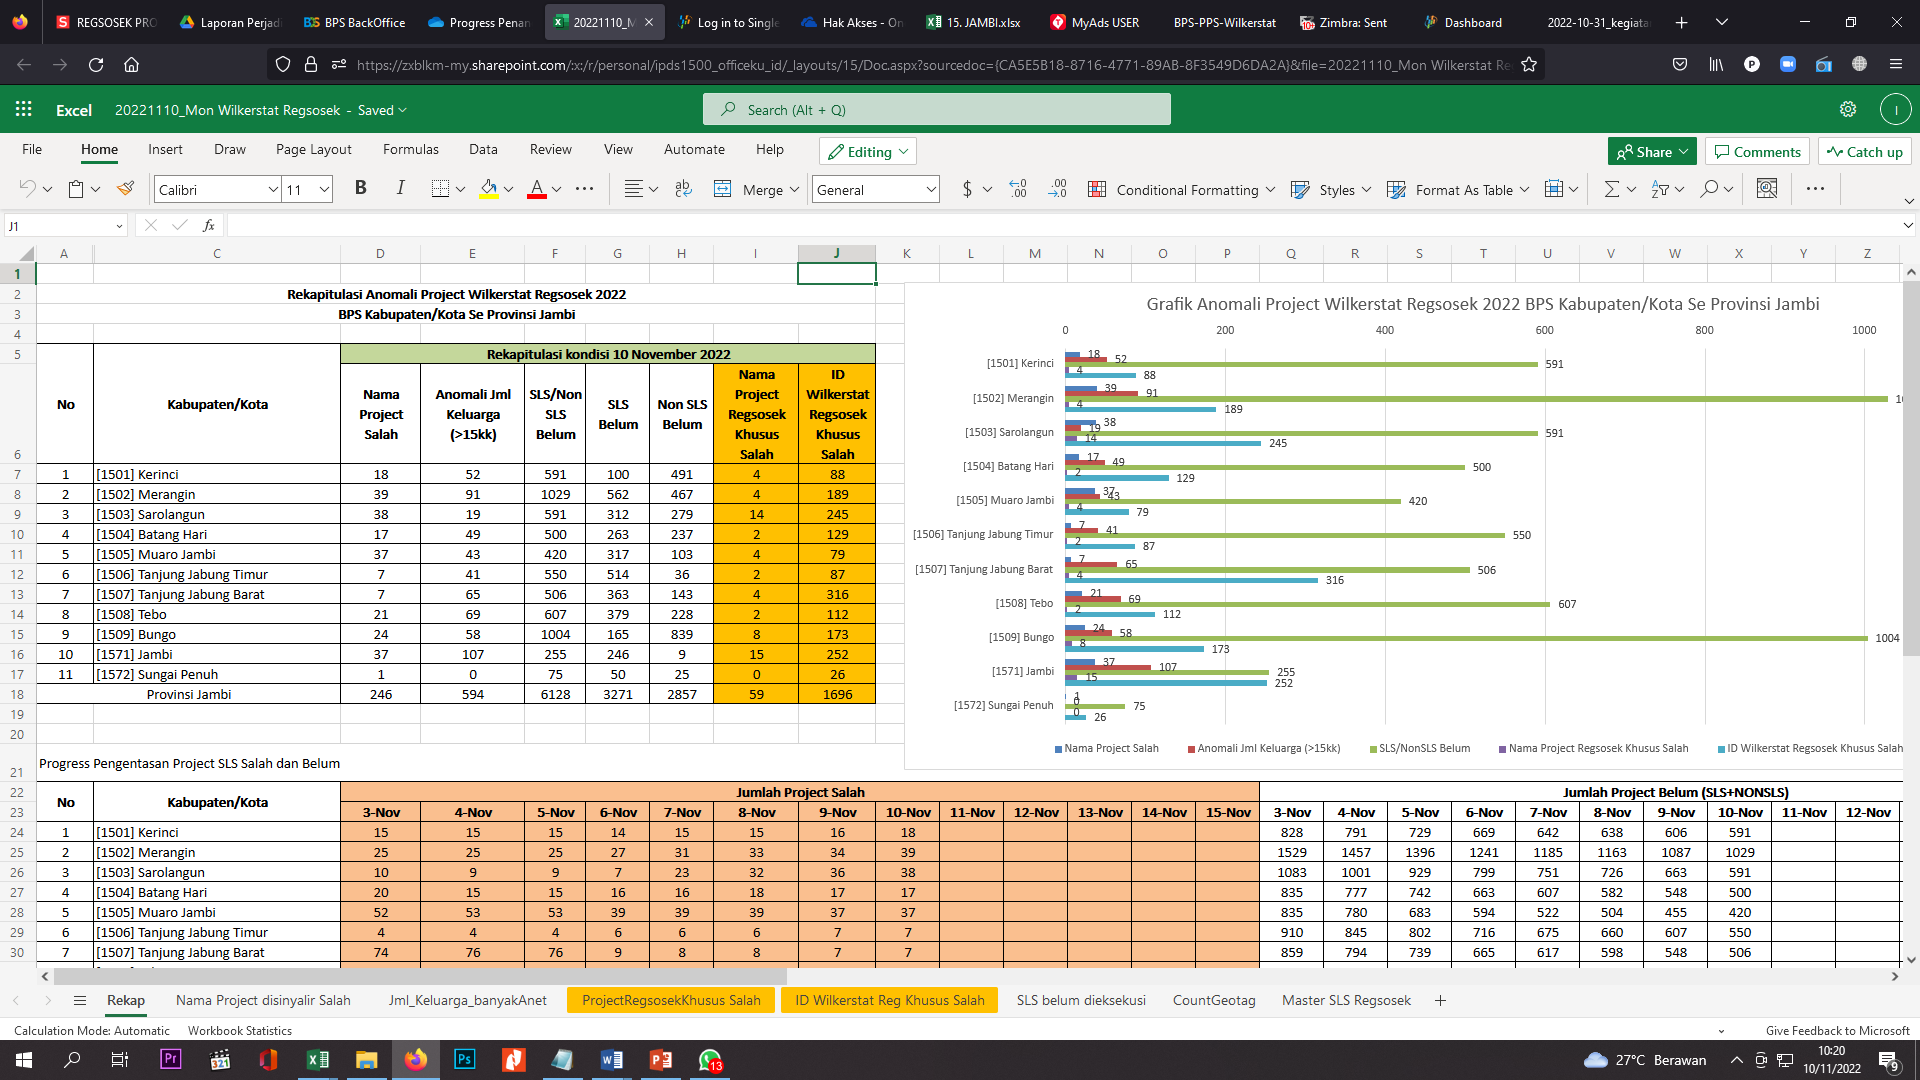 REGSOSEK PRO
Laporan Perjadi
BPS BackOffice
Progress Penan
20221110_M
Log in to Single
Hak Akses - On
15. JAMBI.xlsx
MyAds USER
BPS-PPS-Wilkerstat
Zimbra: Sent
Dashboard
2022-10-31_kegiata
https://zxblkm-my.sharepoint.com/:x:/r/personal/ipds1500_officeku_id/_layouts/15/Doc.aspx?sourcedoc={CA5E5B18-8716-4771-89AB-8F3549D6DA2A}&file=20221110_Mon Wilkerstat Re
Excel 20221110_Mon Wilkerstat Regsosek - Saved
Search (Alt + Q)
File Home Insert Draw Page Layout Formulas Data Review View Automate Help Editing Share Comments Catch up
Calibri 11 B I A Merge General $ Conditional Formatting Styles Format As Table
J1 fx
A C D E F G H I J K L M N O P Q R S T U V W X Y Z
Rekapitulasi Anomali Project Wilkerstat Regsosek 2022
BPS Kabupaten/Kota Se Provinsi Jambi
Rekapitulasi kondisi 10 November 2022
No Kabupaten/Kota Nama Project Salah Anomali Jml Keluarga (>15kk) SLS/Non SLS Belum SLS Belum Non SLS Belum Nama Project Regsosek Khusus Salah ID Wilkerstat Regsosek Khusus Salah
1 [1501] Kerinci 18 52 591 100 491 4 88
2 [1502] Merangin 39 91 1029 562 467 4 189
3 [1503] Sarolangun 38 19 591 312 279 14 245
4 [1504] Batang Hari 17 49 500 263 237 2 129
5 [1505] Muaro Jambi 37 43 420 317 103 4 79
6 [1506] Tanjung Jabung Timur 7 41 550 514 36 2 87
7 [1507] Tanjung Jabung Barat 7 65 506 363 143 4 316
8 [1508] Tebo 21 69 607 379 228 2 112
9 [1509] Bungo 24 58 1004 165 839 8 173
10 [1571] Jambi 37 107 255 246 9 15 252
11 [1572] Sungai Penuh 1 0 75 50 25 0 26
Provinsi Jambi 246 594 6128 3271 2857 59 1696
Grafik Anomali Project Wilkerstat Regsosek 2022 BPS Kabupaten/Kota Se Provinsi Jambi
0 200 400 600 800 1000
[1501] Kerinci 18 52 591 4 88
[1502] Merangin 39 91 4 189
[1503] Sarolangun 38 19 591 14 245
[1504] Batang Hari 17 49 500 2 129
[1505] Muaro Jambi 37 43 420 4 79
[1506] Tanjung Jabung Timur 7 41 550 2 87
[1507] Tanjung Jabung Barat 7 65 506 4 316
[1508] Tebo 21 69 607 2 112
[1509] Bungo 24 58 1004 8 173
[1571] Jambi 37 107 255 15 252
[1572] Sungai Penuh 1 0 75 0 26
Nama Project Salah Anomali Jml Keluarga (>15kk) SLS/NonSLS Belum Nama Project Regsosek Khusus Salah ID Wilkerstat Regsosek Khusus Salah
Progress Pengentasan Project SLS Salah dan Belum
No Kabupaten/Kota Jumlah Project Salah Jumlah Project Belum (SLS+NONSLS)
3-Nov 4-Nov 5-Nov 6-Nov 7-Nov 8-Nov 9-Nov 10-Nov 11-Nov 12-Nov 13-Nov 14-Nov 15-Nov 3-Nov 4-Nov 5-Nov 6-Nov 7-Nov 8-Nov 9-Nov 10-Nov 11-Nov 12-Nov
1 [1501] Kerinci 15 15 15 14 15 15 16 18 828 791 729 669 642 638 606 591
2 [1502] Merangin 25 25 25 27 31 33 34 39 1529 1457 1396 1241 1185 1163 1087 1029
3 [1503] Sarolangun 10 9 9 7 23 32 36 38 1083 1001 929 799 751 726 663 591
4 [1504] Batang Hari 20 15 15 16 16 18 17 17 835 777 742 663 607 582 548 500
5 [1505] Muaro Jambi 52 53 53 39 39 39 37 37 835 780 683 594 522 504 455 420
6 [1506] Tanjung Jabung Timur 4 4 4 6 6 6 7 7 910 845 802 716 675 660 607 550
7 [1507] Tanjung Jabung Barat 74 76 76 9 8 8 7 7 859 794 739 665 617 598 548 506
Rekap Nama Project disinyalir Salah Jml_Keluarga_banyakAnet ProjectRegsosekKhusus Salah ID Wilkerstat Reg Khusus Salah SLS belum dieksekusi CountGeotag Master SLS Regsosek
Calculation Mode: Automatic Workbook Statistics Give Feedback to Microsoft
27°C Berawan
10:20
10/11/2022